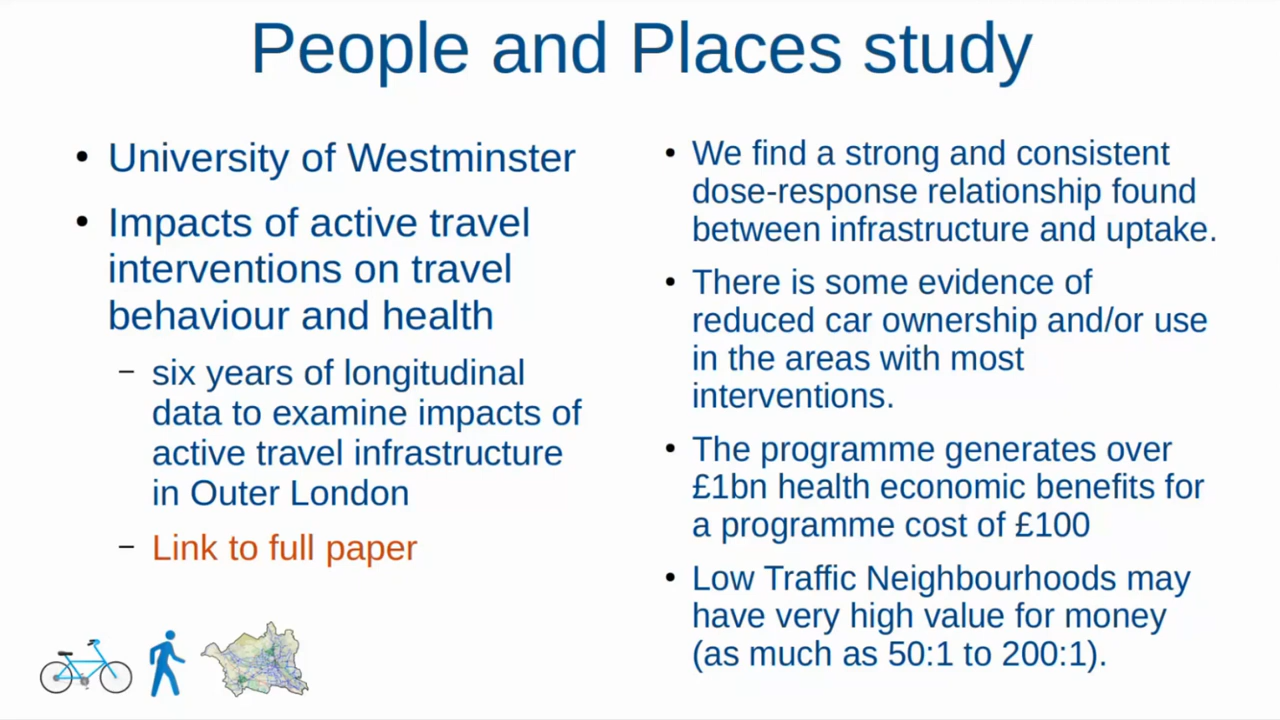 People and Places study
• University of Westminster
• Impacts of active travel
interventions on travel
behaviour and health
– six years of longitudinal
data to examine impacts of
active travel infrastructure
in Outer London
– Link to full paper
• We find a strong and consistent
dose-response relationship found
between infrastructure and uptake.
• There is some evidence of
reduced car ownership and/or use
in the areas with most
interventions.
• The programme generates over
£1bn health economic benefits for
a programme cost of £100
• Low Traffic Neighbourhoods may
have very high value for money
(as much as 50:1 to 200:1).